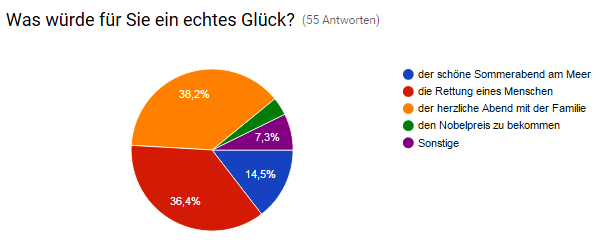 Was würde für Sie ein echtes Glück? (55 Antworten)
38,2%
7,3%
14,5%
36,4%
der schöne Sommerabend am Meer
die Rettung eines Menschen
der herzliche Abend mit der Familie
den Nobelpreis zu bekommen
Sonstige